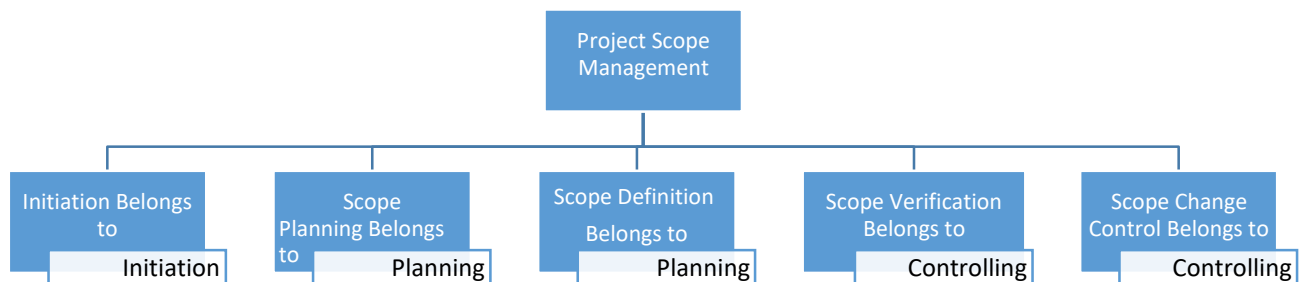 Project Scope
Management
Initiation Belongs
to
Initiation
Scope
Planning Belongs
to
Planning
Scope Definition
Belongs to
Planning
Scope Verification
Belongs to
Controlling
Scope Change
Control Belongs to
Controlling